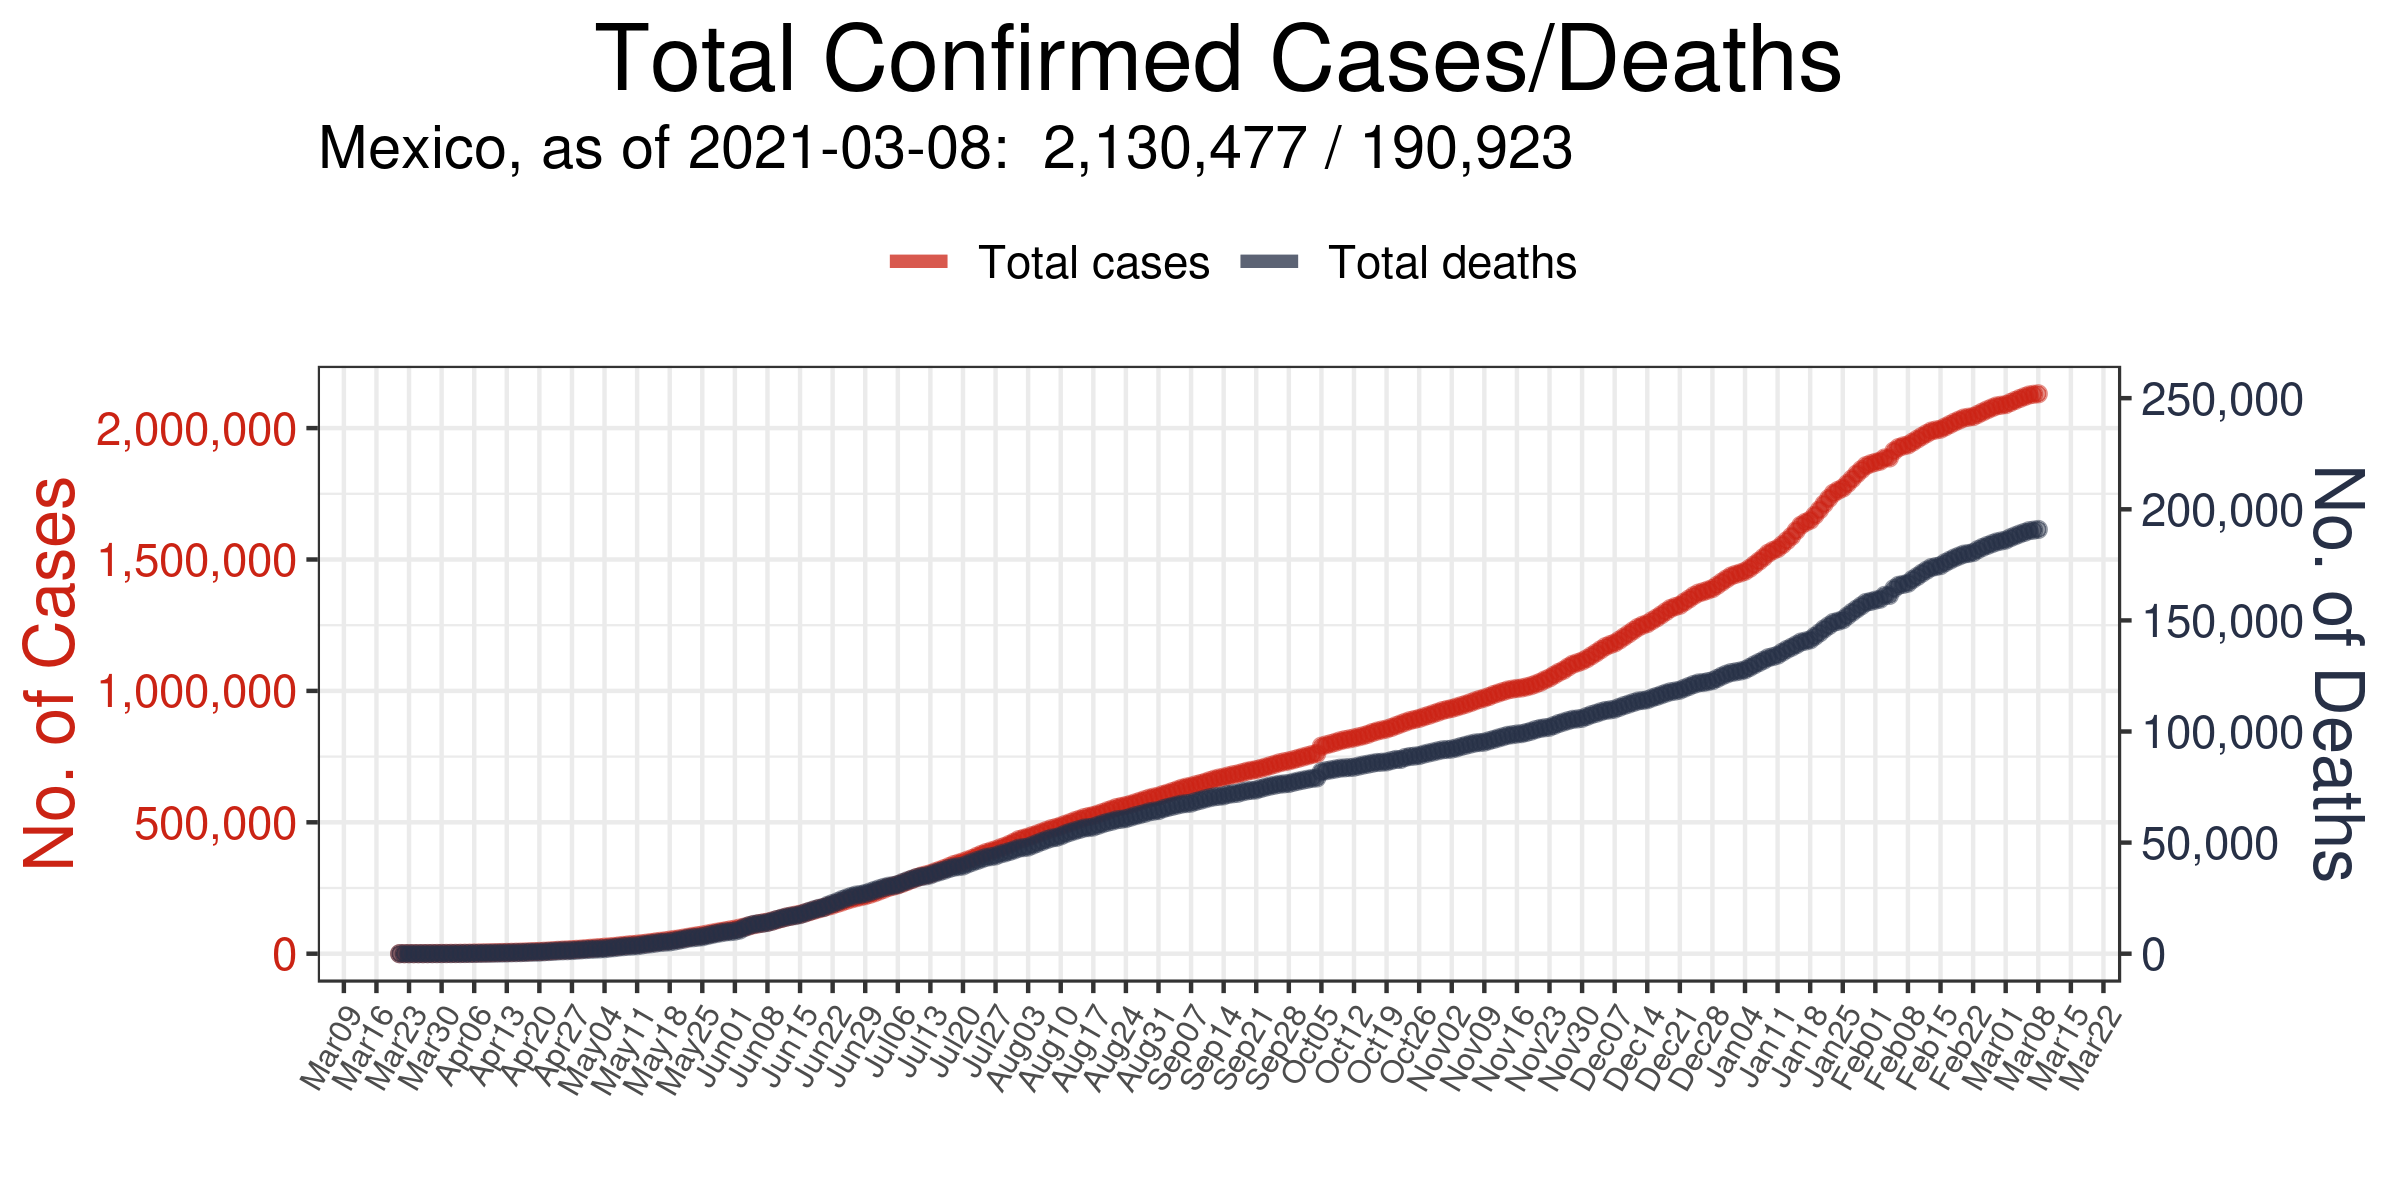 Total Confirmed Cases/Deaths
Mexico, as of 2021-03-08:  2,130,477 / 190,923
Total cases
Total deaths
No. of Cases
2,000,000
1,500,000
1,000,000
500,000
0
250,000
200,000
150,000
100,000
50,000
0
No. of Deaths
Mar09
Mar16
Mar23
Mar30
Apr06
Apr13
Apr20
Apr27
May04
May11
May18
May25
Jun01
Jun08
Jun15
Jun22
Jun29
Jul06
Jul13
Jul20
Jul27
Aug03
Aug10
Aug17
Aug24
Aug31
Sep07
Sep14
Sep21
Sep28
Oct05
Oct12
Oct19
Oct26
Nov02
Nov09
Nov16
Nov23
Nov30
Dec07
Dec14
Dec21
Dec28
Jan04
Jan11
Jan18
Jan25
Feb01
Feb08
Feb15
Feb22
Mar01
Mar08
Mar15
Mar22